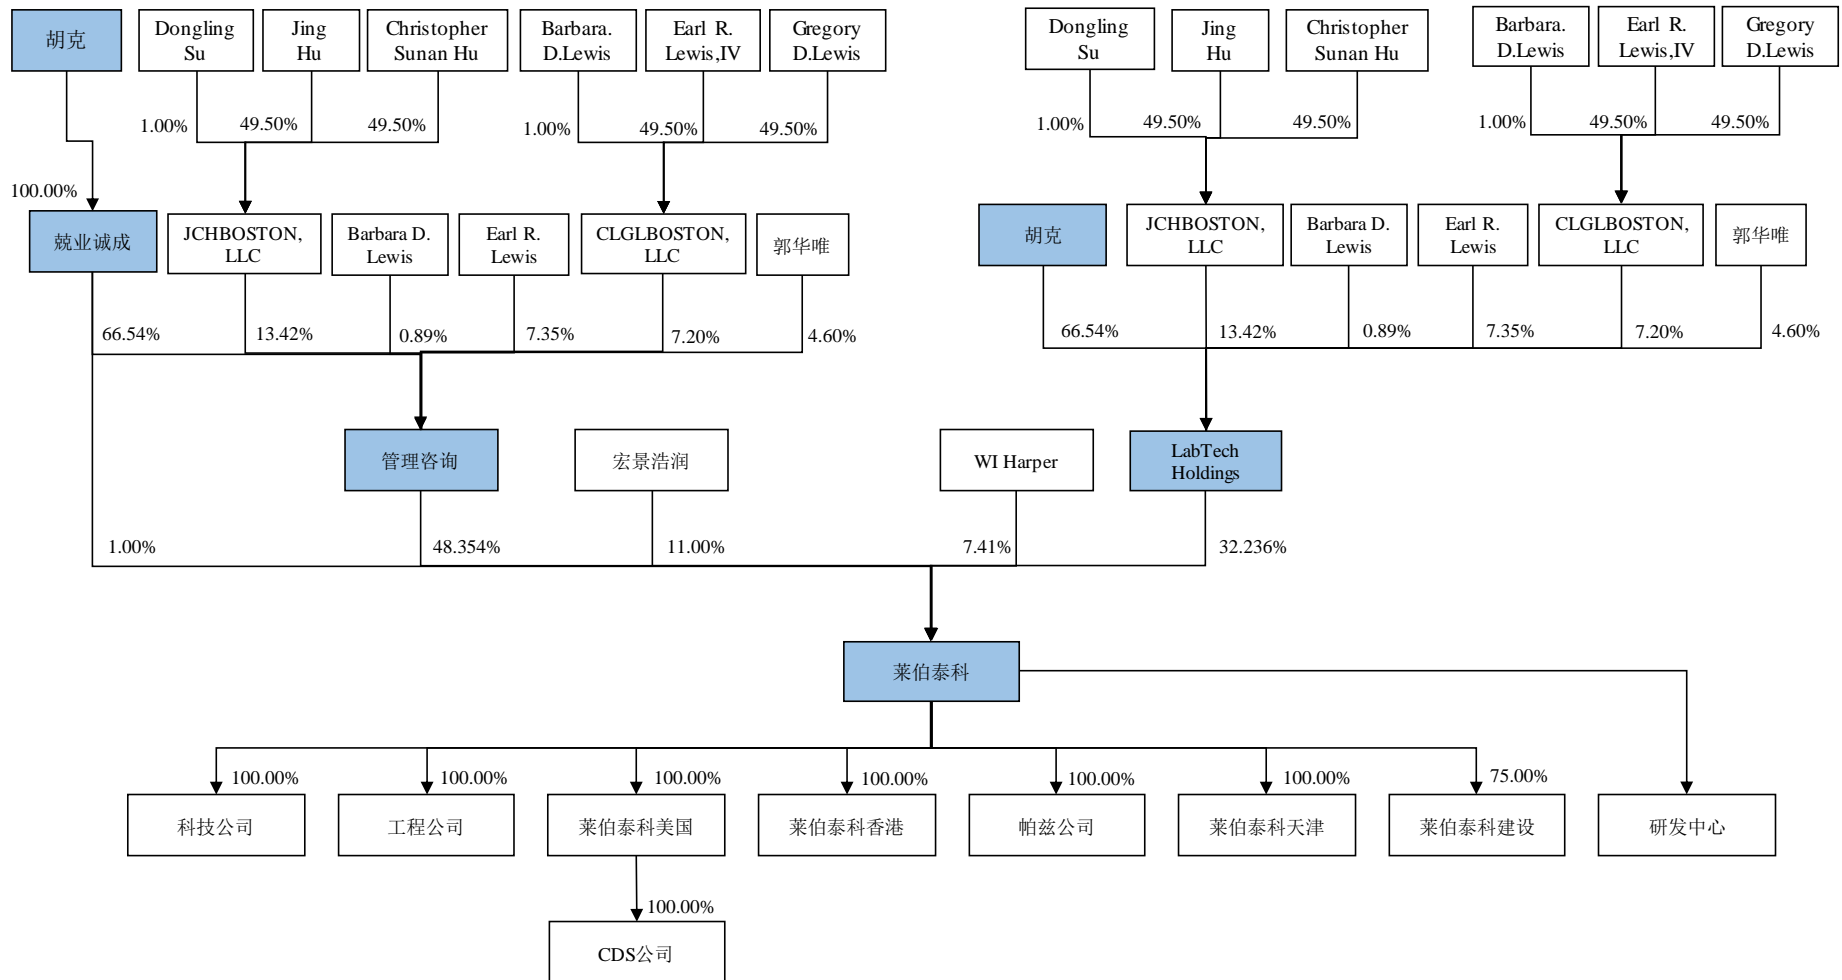 胡克
Dongling
Su
Jing
Hu
Christopher
Sunan Hu
Barbara.
D.Lewis
Earl R.
Lewis,IV
Gregory
D.Lewis
Dongling
Su
Jing
Hu
Christopher
Sunan Hu
Barbara.
D.Lewis
Earl R.
Lewis,IV
Gregory
D.Lewis
1.00%
49.50%
49.50%
1.00%
49.50%
49.50%
1.00%
49.50%
49.50%
1.00%
49.50%
49.50%
100.00%
兢业诚成
JCHBOSTON,
LLC
Barbara D.
Lewis
Earl R.
Lewis
CLGLBOSTON,
LLC
郭华唯
胡克
JCHBOSTON,
LLC
Barbara D.
Lewis
Earl R.
Lewis
CLGLBOSTON,
LLC
郭华唯
66.54%
13.42%
0.89%
7.35%
7.20%
4.60%
66.54%
13.42%
0.89%
7.35%
7.20%
4.60%
管理咨询
宏景浩润
WI Harper
LabTech
Holdings
1.00%
48.354%
11.00%
7.41%
32.236%
莱伯泰科
100.00%
100.00%
100.00%
100.00%
100.00%
100.00%
75.00%
科技公司
工程公司
莱伯泰科美国
莱伯泰科香港
帕兹公司
莱伯泰科天津
莱伯泰科建设
研发中心
100.00%
CDS公司